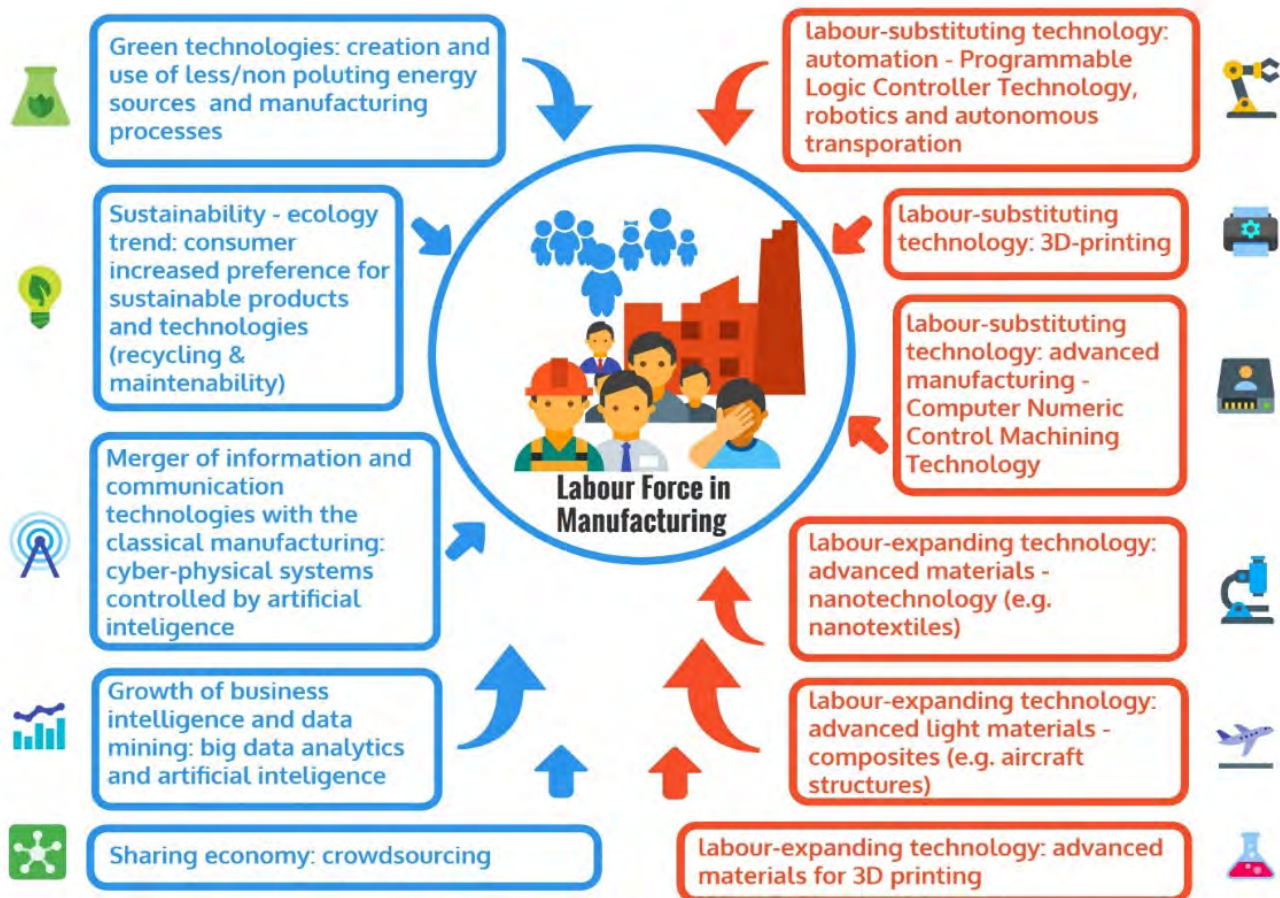 Green technologies: creation and
use of less/non poluting energy
sources and manufacturing
processes
Sustainability - ecology
trend: consumer
increased preference for
sustainable products
and technologies
(recycling &
maintenability)
Merger of information and
communication
technologies with the
classical manufacturing:
cyber-physical systems
controlled by artificial
inteligence
Growth of business
intelligence and data
mining: big data analytics
and artificial inteligence
Sharing economy: crowdsourcing
Labour Force in
Manufacturing
labour-substituting technology:
automation - Programmable
Logic Controller Technology,
robotics and autonomous
transporation
labour-substituting
technology: 3D-printing
labour-substituting
technology: advanced
manufacturing -
Computer Numeric
Control Machining
Technology
labour-expanding technology:
advanced materials -
nanotechnology (e.g.
nanotextiles)
labour-expanding technology:
advanced light materials -
composites (e.g. aircraft
structures)
labour-expanding technology: advanced
materials for 3D printing